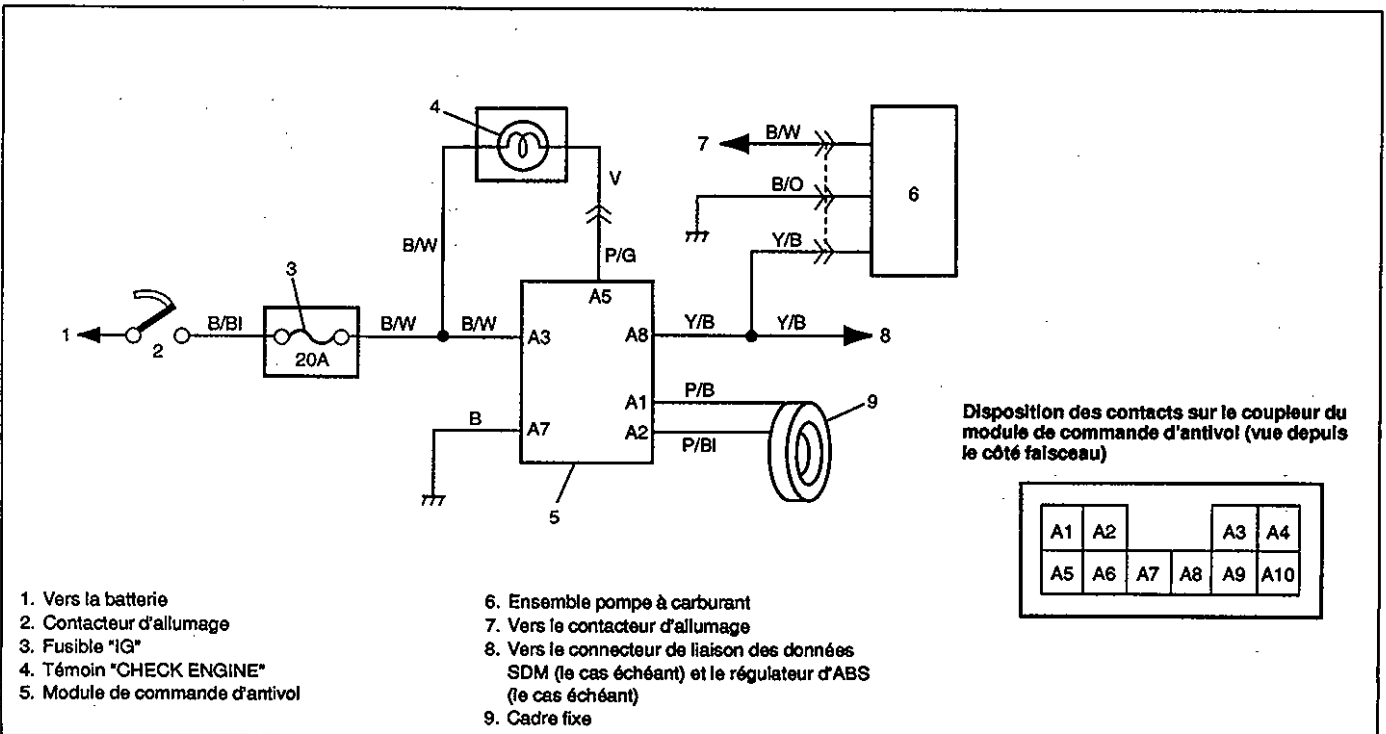 4
B/W
7
V
B/O
6
B/W
Y/B
P/G
3
A5
B/Bl
B/W
B/W
A3
A8
Y/B
Y/B
8
1
2
20A
A1
P/B
9
B
A7
A2
P/Bl
5
Disposition des contacts sur le coupleur du
module de commande d'antivol (vue depuis
le côté faisceau)
A1 A2 A3 A4
A5 A6 A7 A8 A9 A10
1. Vers la batterie
2. Contacteur d'allumage
3. Fusible "IG"
4. Témoin "CHECK ENGINE"
5. Module de commande d'antivol
6. Ensemble pompe à carburant
7. Vers le contacteur d'allumage
8. Vers le connecteur de liaison des données
SDM (le cas échéant) et le régulateur d'ABS
(le cas échéant)
9. Cadre fixe